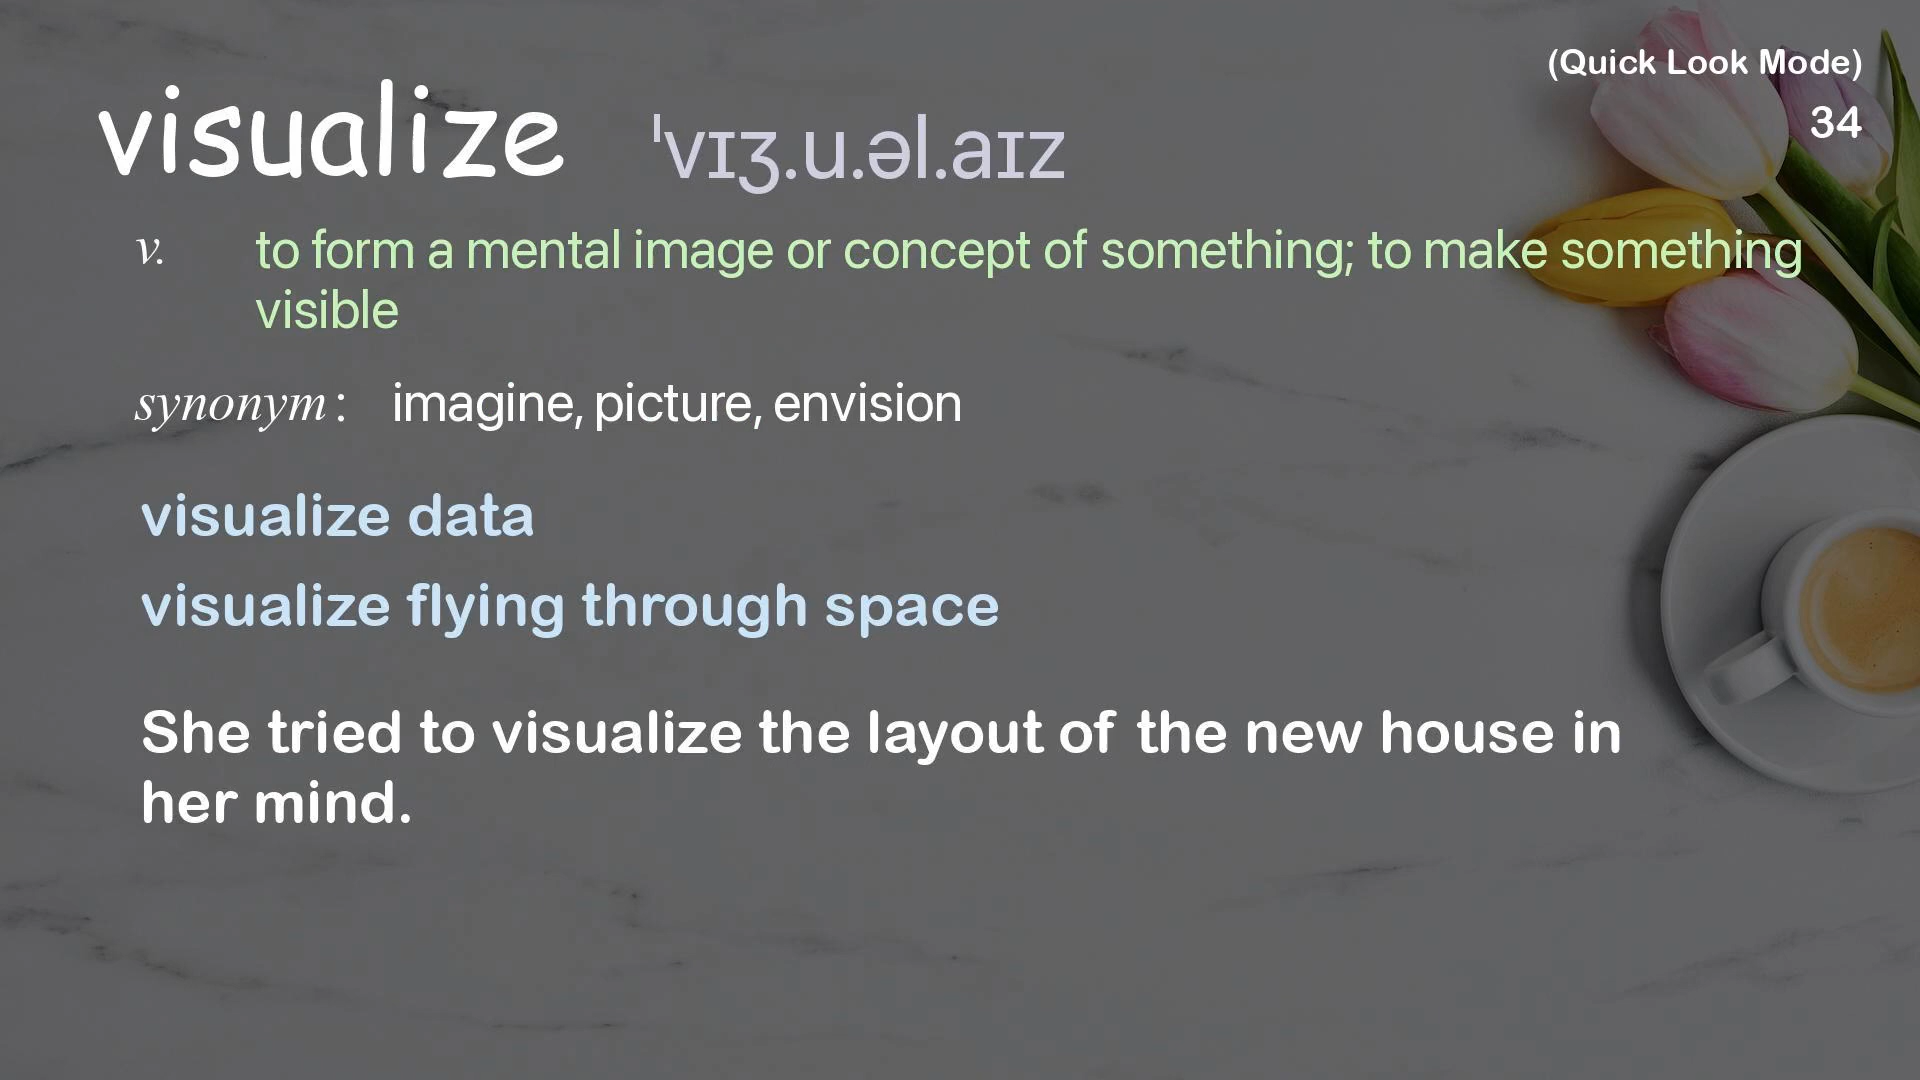 (Quick Look Mode)
34
visualize ˈvɪʒ.u.əl.aɪz
v. to form a mental image or concept of something; to make something
visible
synonym: imagine, picture, envision
visualize data
visualize flying through space
She tried to visualize the layout of the new house in
her mind.